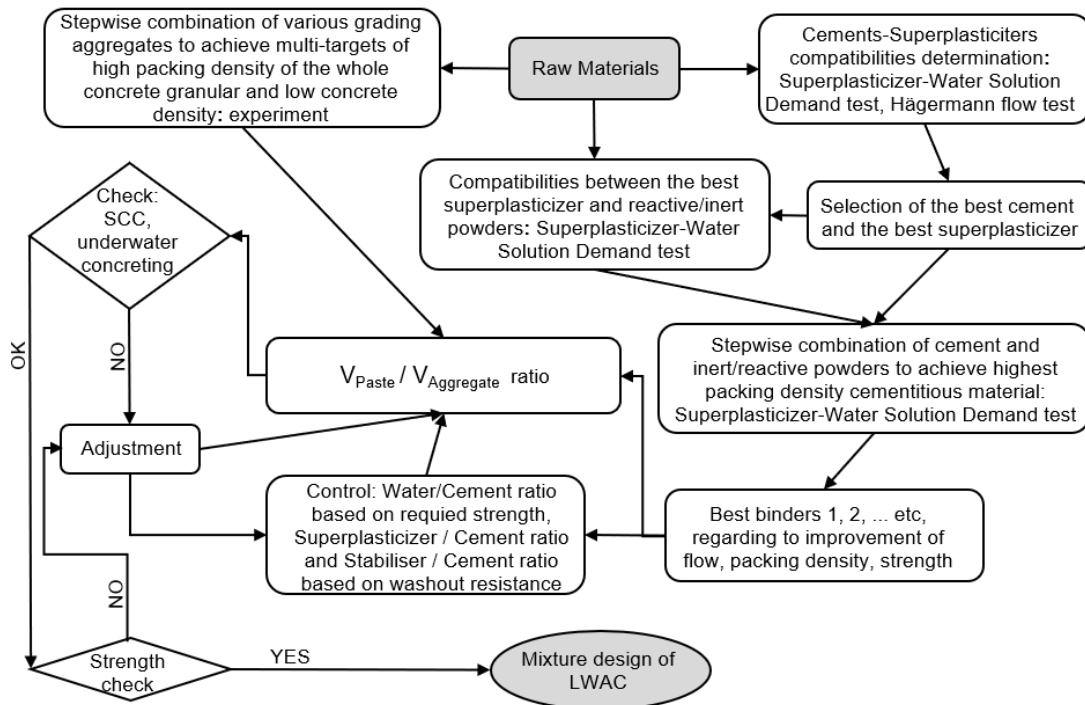 Stepwise combination of various grading
aggregates to achieve multi-targets of
high packing density of the whole
concrete granular and low concrete
density: experiment
Raw Materials
Cements-Superplasticiters
compatibilities determination:
Superplasticizer-Water Solution
Demand test, Hägermann flow test
Check:
SCC,
underwater
concreting
Compatibilities between the best
superplasticizer and reactive/inert
powders: Superplasticizer-Water
Solution Demand test
Selection of the best cement
and the best superplasticizer
OK
NO
VPaste / VAggregate ratio
Stepwise combination of cement and
inert/reactive powders to achieve highest
packing density cementitious material:
Superplasticizer-Water Solution Demand test
Adjustment
Control: Water/Cement ratio
based on requied strength,
Superplasticizer / Cement ratio
and Stabiliser / Cement ratio
based on washout resistance
Best binders 1, 2, ... etc,
regarding to improvement of
flow, packing density, strength
NO
Strength
check
YES
Mixture design of
LWAC